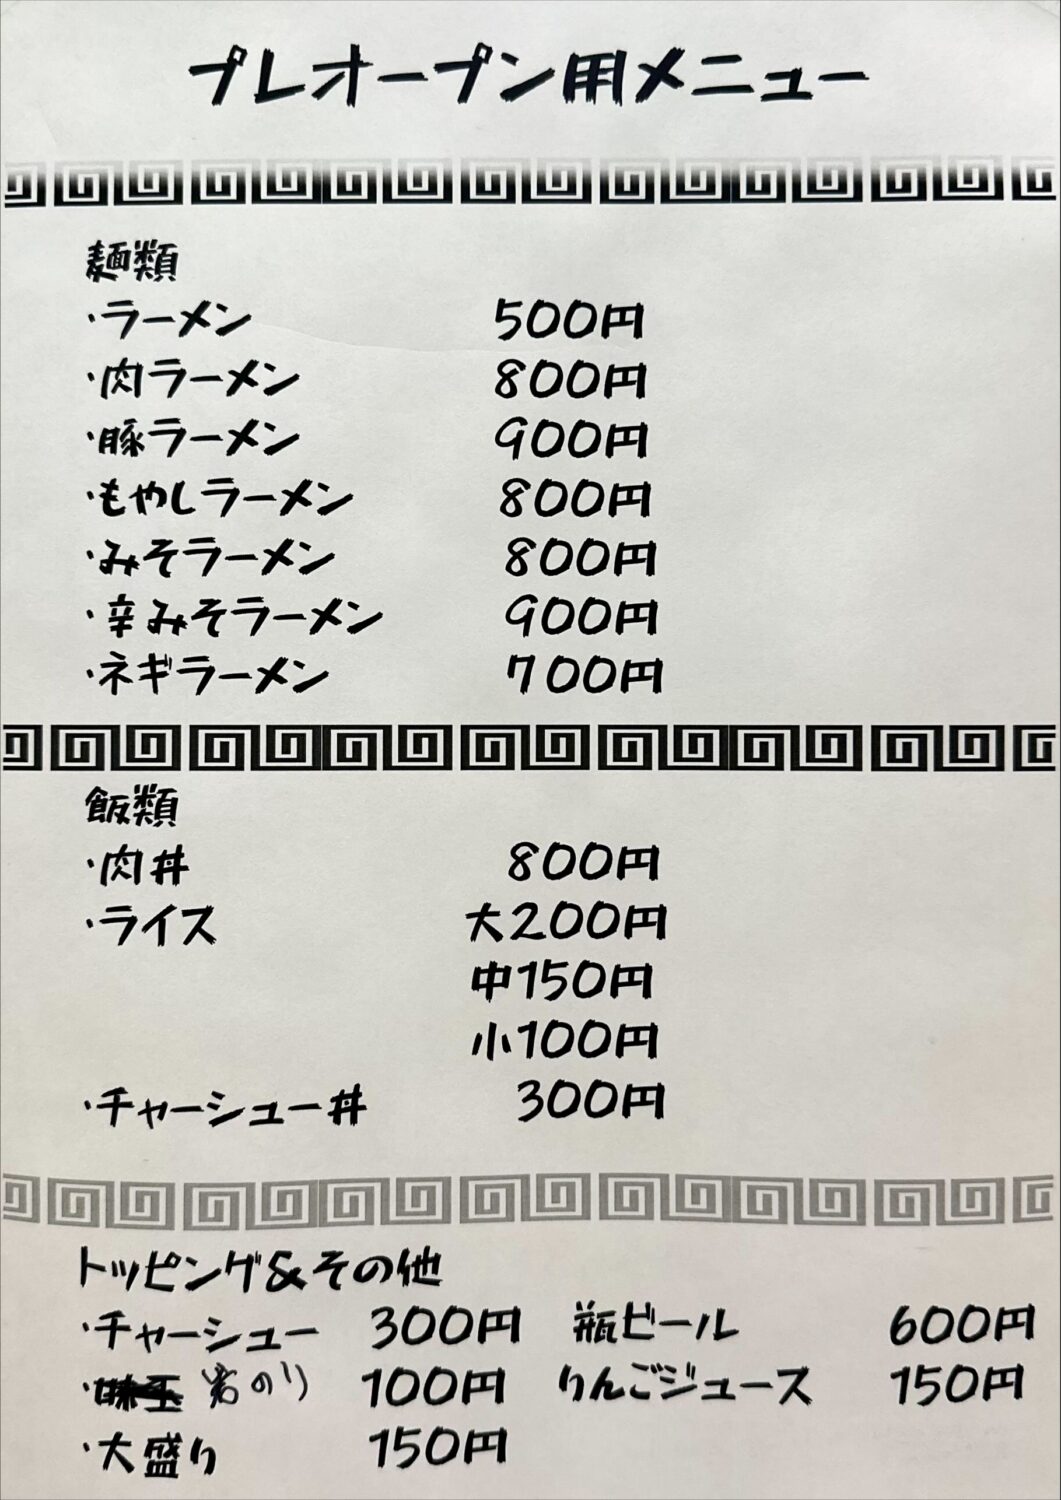 プレオープン用メニュー
麺類
・ラーメン 500円
・肉ラーメン 800円
・豚ラーメン 900円
・もやしラーメン 800円
・みそラーメン 800円
・辛みそラーメン 900円
・ネギラーメン 700円
飯類
・肉丼 800円
・ライス 大200円
中150円
小100円
・チャーシュー丼 300円
トッピング&その他
・チャーシュー 300円 瓶ビール 600円
・味玉 岩のり 100円 りんごジュース 150円
・大盛り 150円